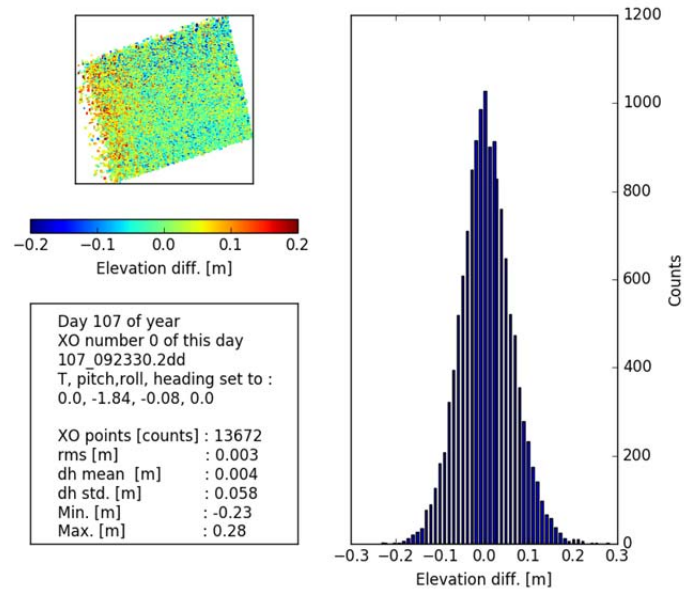 −0.2 −0.1 0.0 0.1 0.2
Elevation diff. [m]
Day 107 of year
XO number 0 of this day
107_092330.2dd
T, pitch,roll, heading set to :
0.0, -1.84, -0.08, 0.0
XO points [counts] : 13672
rms [m] : 0.003
dh mean [m] : 0.004
dh std. [m] : 0.058
Min. [m] : -0.23
Max. [m] : 0.28
1200
1000
800
600
400
200
0
Counts
−0.3 −0.2 −0.1 0.0 0.1 0.2 0.3
Elevation diff. [m]